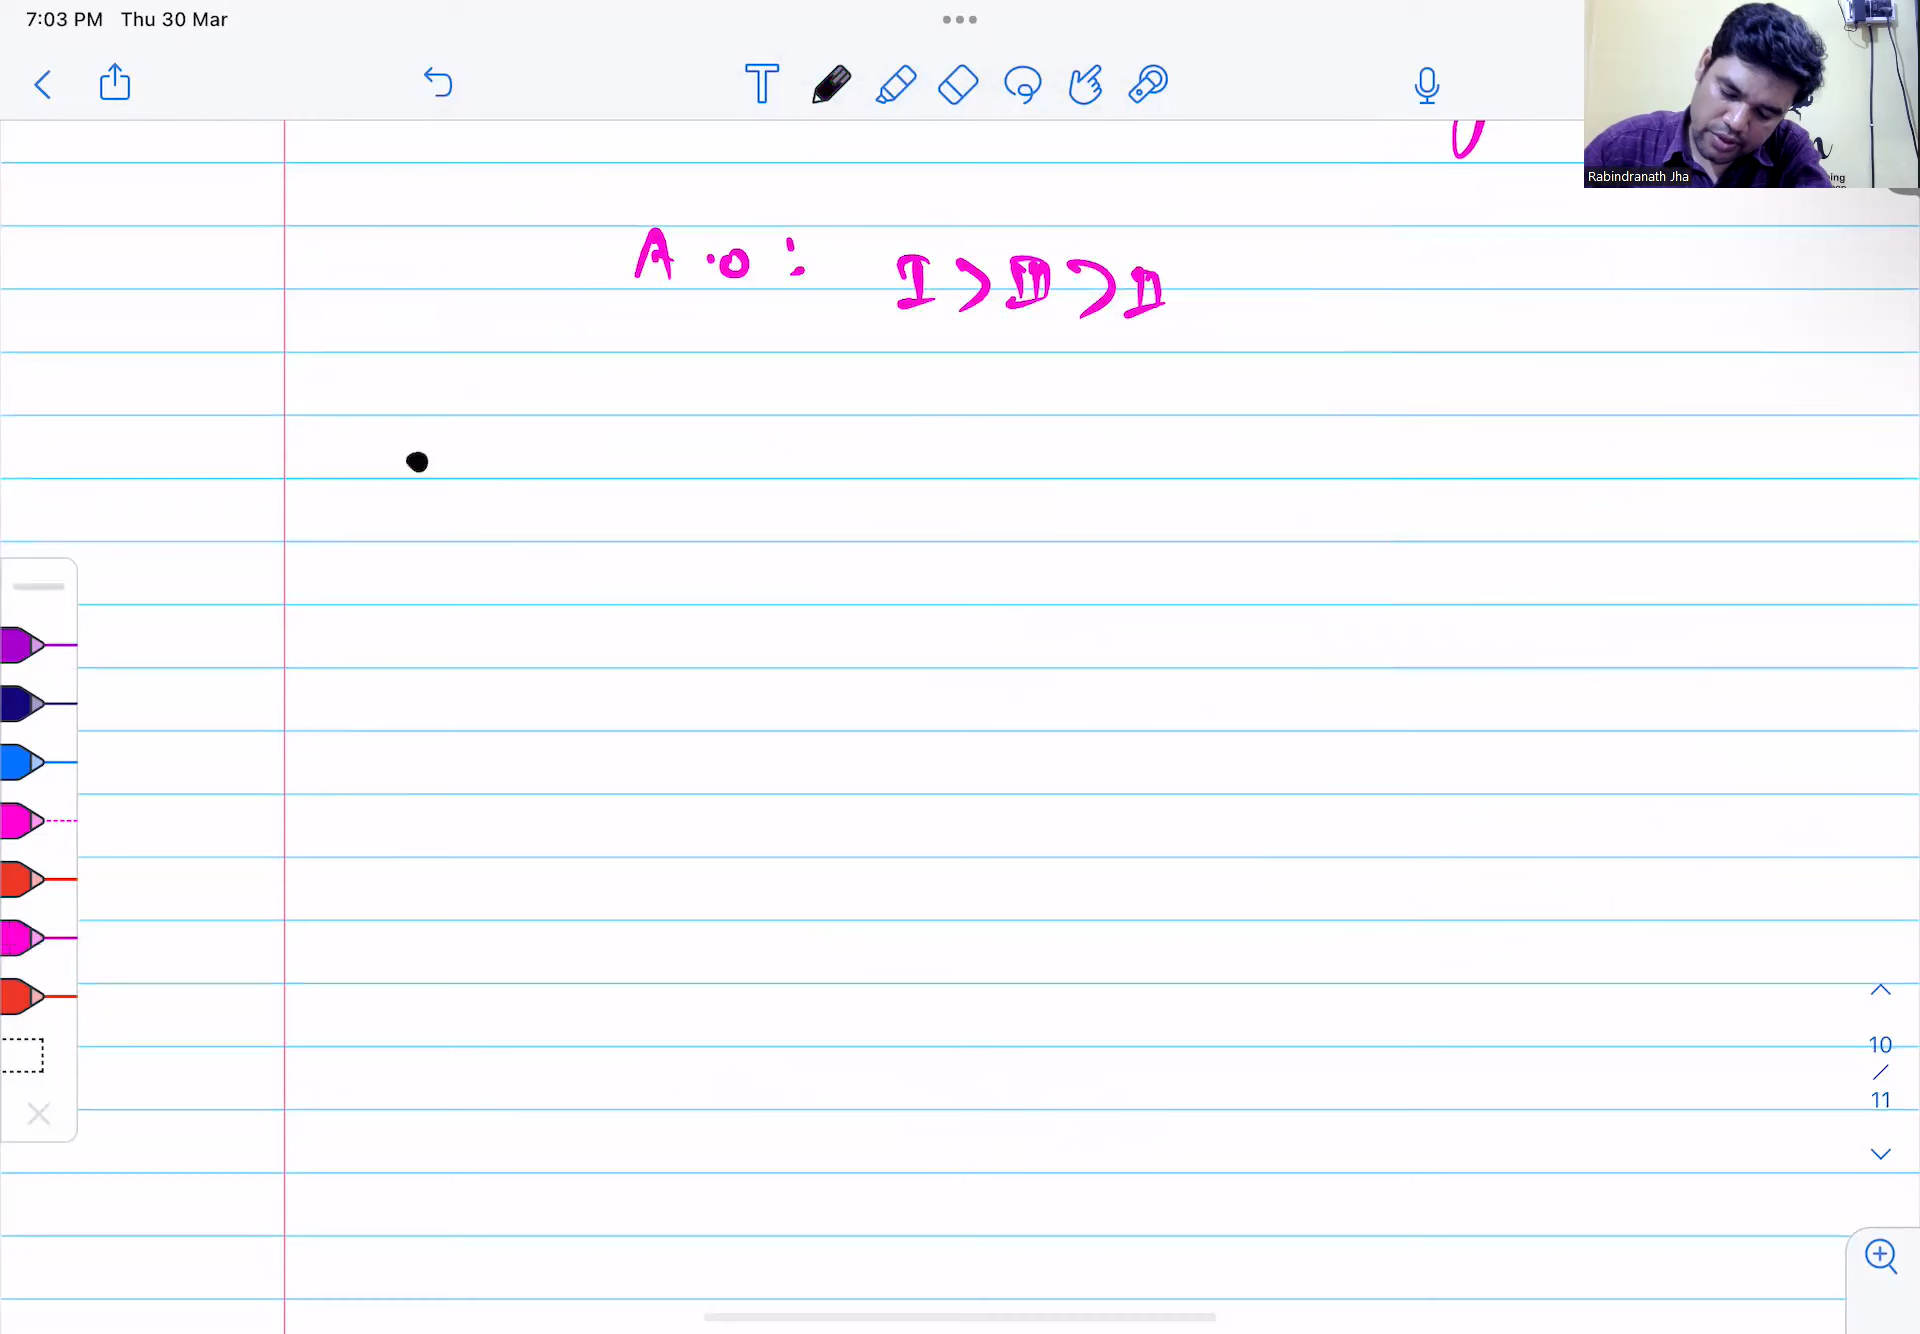 7:03 PM Thu 30 Mar
Rabindranath Jha
A.O: I > III > II
10
/
11